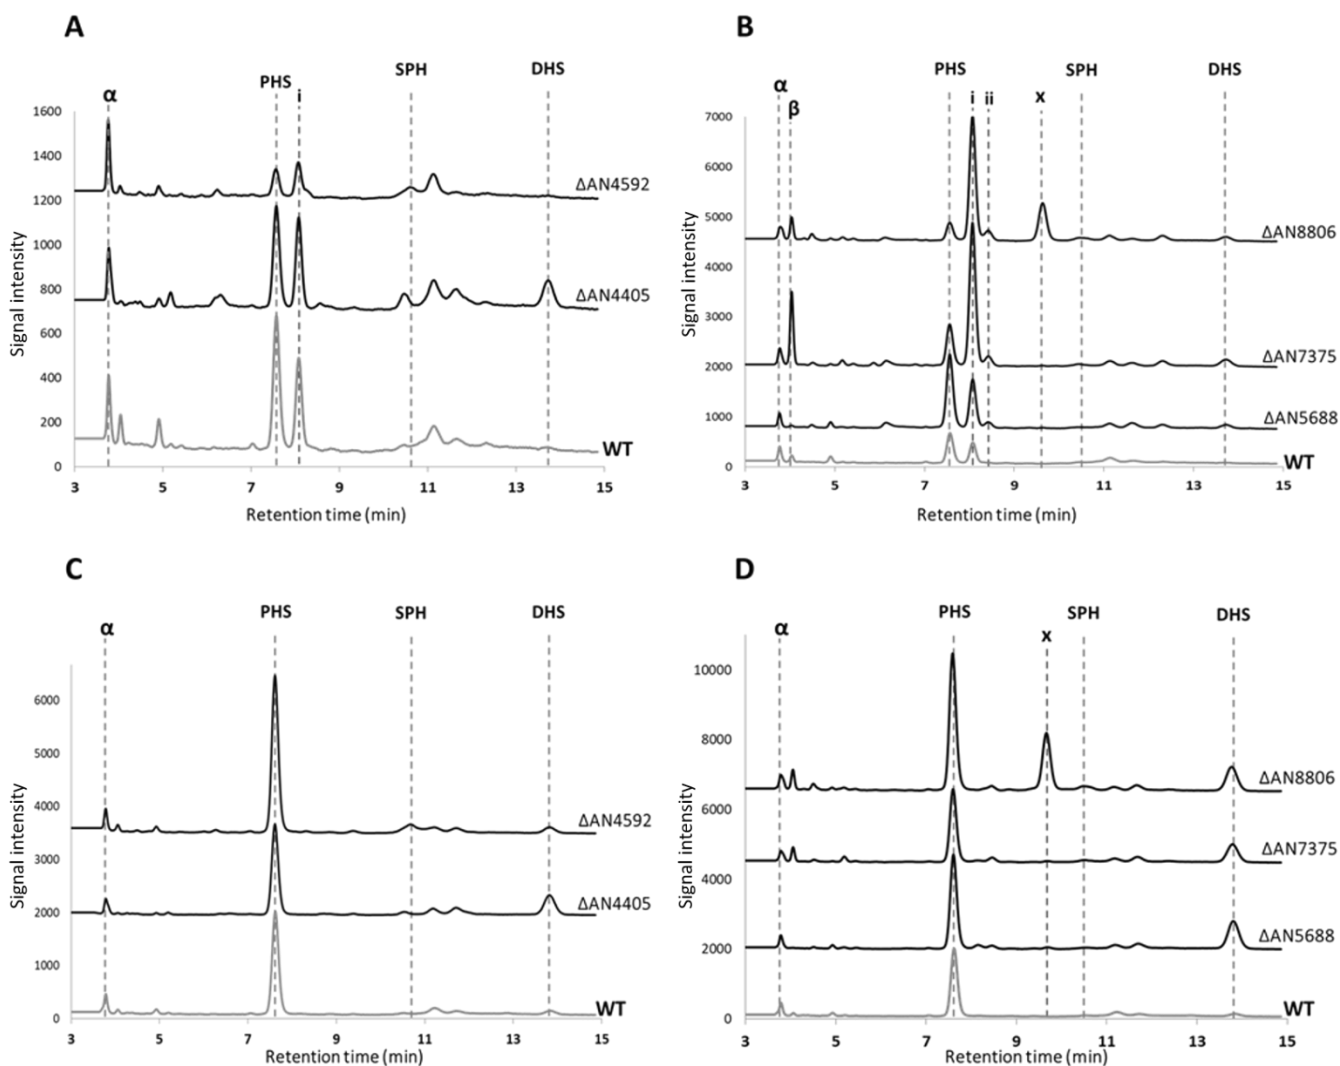 A
PHS
SPH
DHS
α
i
1600
1400
1200
1000
800
600
400
200
0
Signal intensity
ΔAN4592
ΔAN4405
WT
3 5 7 9 11 13 15
Retention time (min)
B
PHS
SPH
DHS
α
β
i
ii
x
7000
6000
5000
4000
3000
2000
1000
0
Signal intensity
ΔAN8806
ΔAN7375
ΔAN5688
WT
3 5 7 9 11 13 15
Retention time (min)
C
PHS
SPH
DHS
α
6000
5000
4000
3000
2000
1000
0
Signal intensity
ΔAN4592
ΔAN4405
WT
3 5 7 9 11 13 15
Retention time (min)
D
PHS
SPH
DHS
α
x
10000
8000
6000
4000
2000
0
Signal intensity
ΔAN8806
ΔAN7375
ΔAN5688
WT
3 5 7 9 11 13 15
Retention time (min)